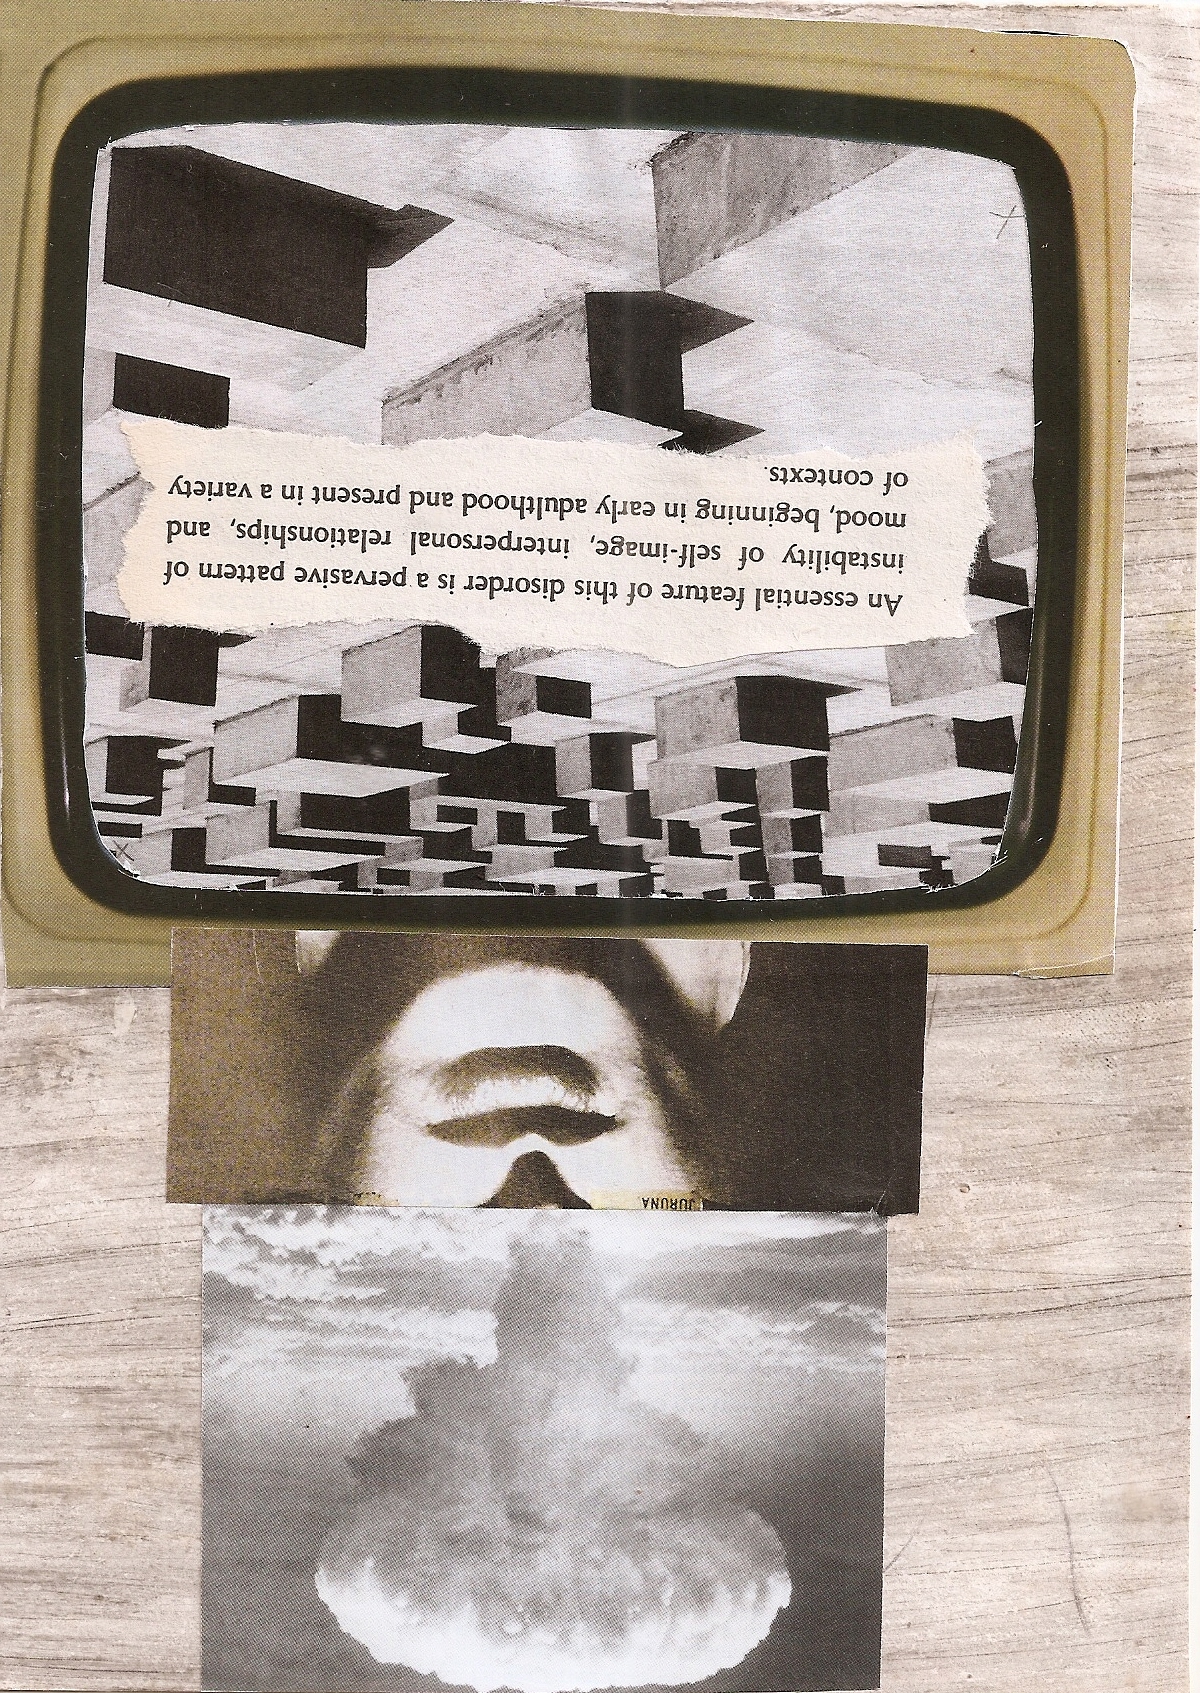 JURUNA
An essential feature of this disorder is a pervasive pattern of
instability of self-image, interpersonal relationships, and
mood, beginning in early adulthood and present in a variety
of contexts.